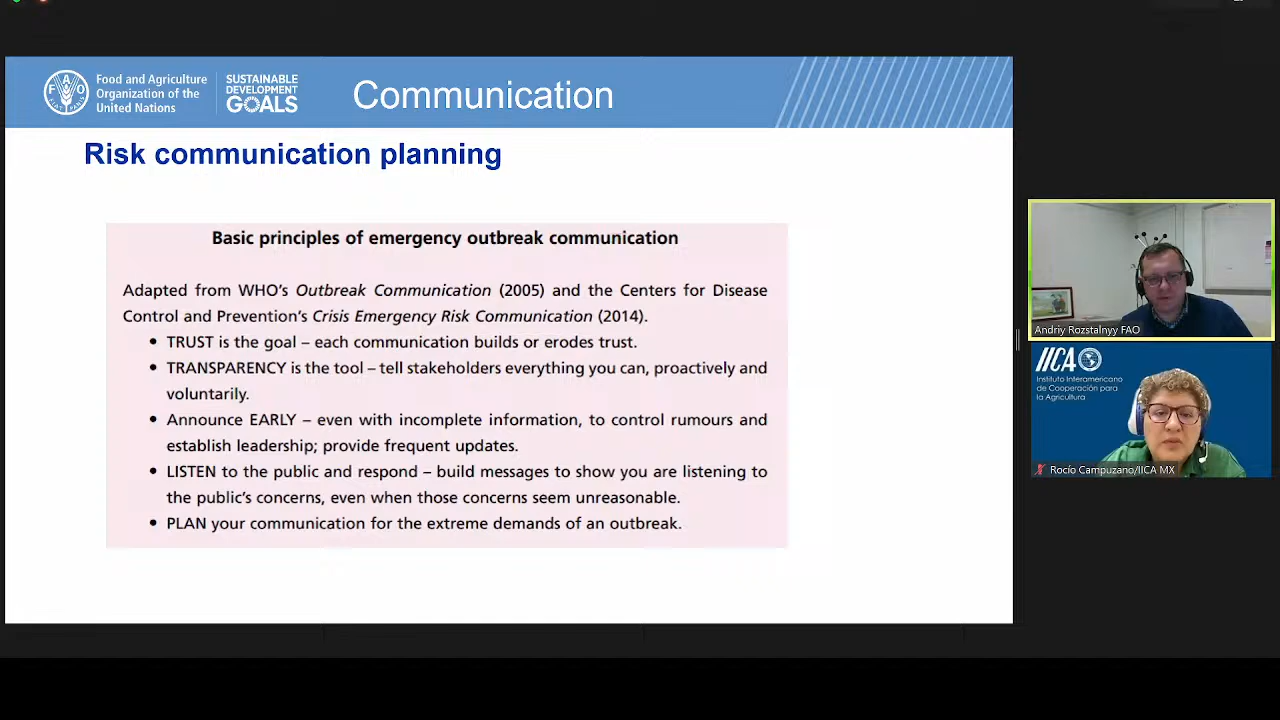 Food and Agriculture
Organization of the
United Nations
SUSTAINABLE
DEVELOPMENT
GOALS
Communication
Risk communication planning
Basic principles of emergency outbreak communication
Adapted from WHO's Outbreak Communication (2005) and the Centers for Disease
Control and Prevention's Crisis Emergency Risk Communication (2014).
• TRUST is the goal – each communication builds or erodes trust.
• TRANSPARENCY is the tool – tell stakeholders everything you can, proactively and
voluntarily.
• Announce EARLY – even with incomplete information, to control rumours and
establish leadership; provide frequent updates.
• LISTEN to the public and respond – build messages to show you are listening to
the public's concerns, even when those concerns seem unreasonable.
• PLAN your communication for the extreme demands of an outbreak.
Andriy Rozstalnyy FAO
IICA
Instituto Interamericano
de Cooperación para
la Agricultura
Rocío Campuzano/IICA MX